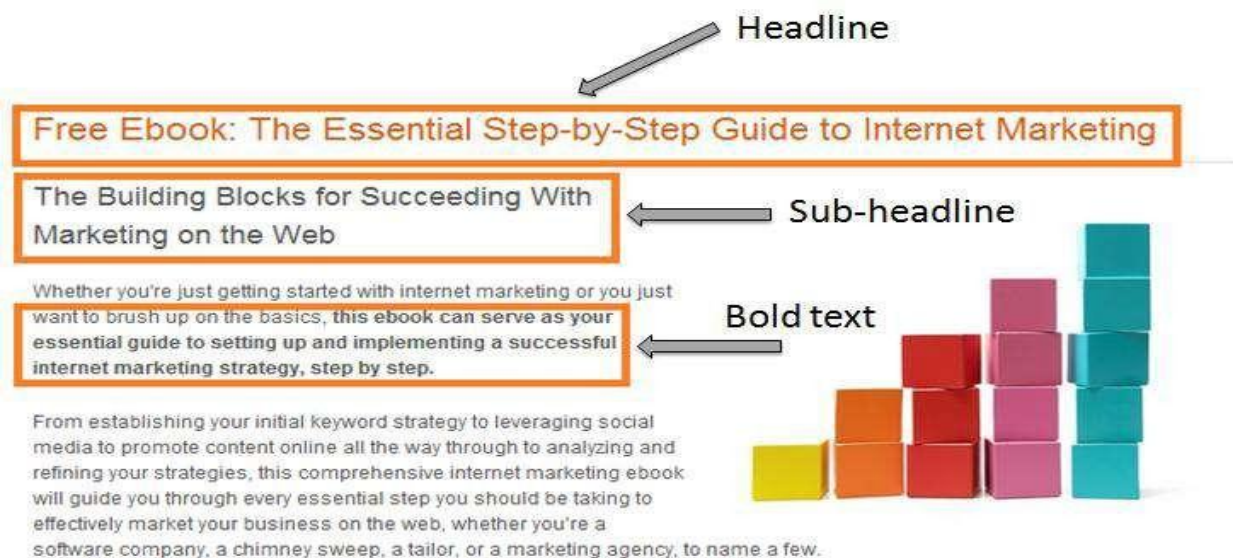 Headline
Free Ebook: The Essential Step-by-Step Guide to Internet Marketing
The Building Blocks for Succeeding With
Marketing on the Web
Sub-headline
Whether you're just getting started with internet marketing or you just
want to brush up on the basics, this ebook can serve as your
essential guide to setting up and implementing a successful
internet marketing strategy, step by step.
Bold text
From establishing your initial keyword strategy to leveraging social
media to promote content online all the way through to analyzing and
refining your strategies, this comprehensive internet marketing ebook
will guide you through every essential step you should be taking to
effectively market your business on the web, whether you're a
software company, a chimney sweep, a tailor, or a marketing agency, to name a few.